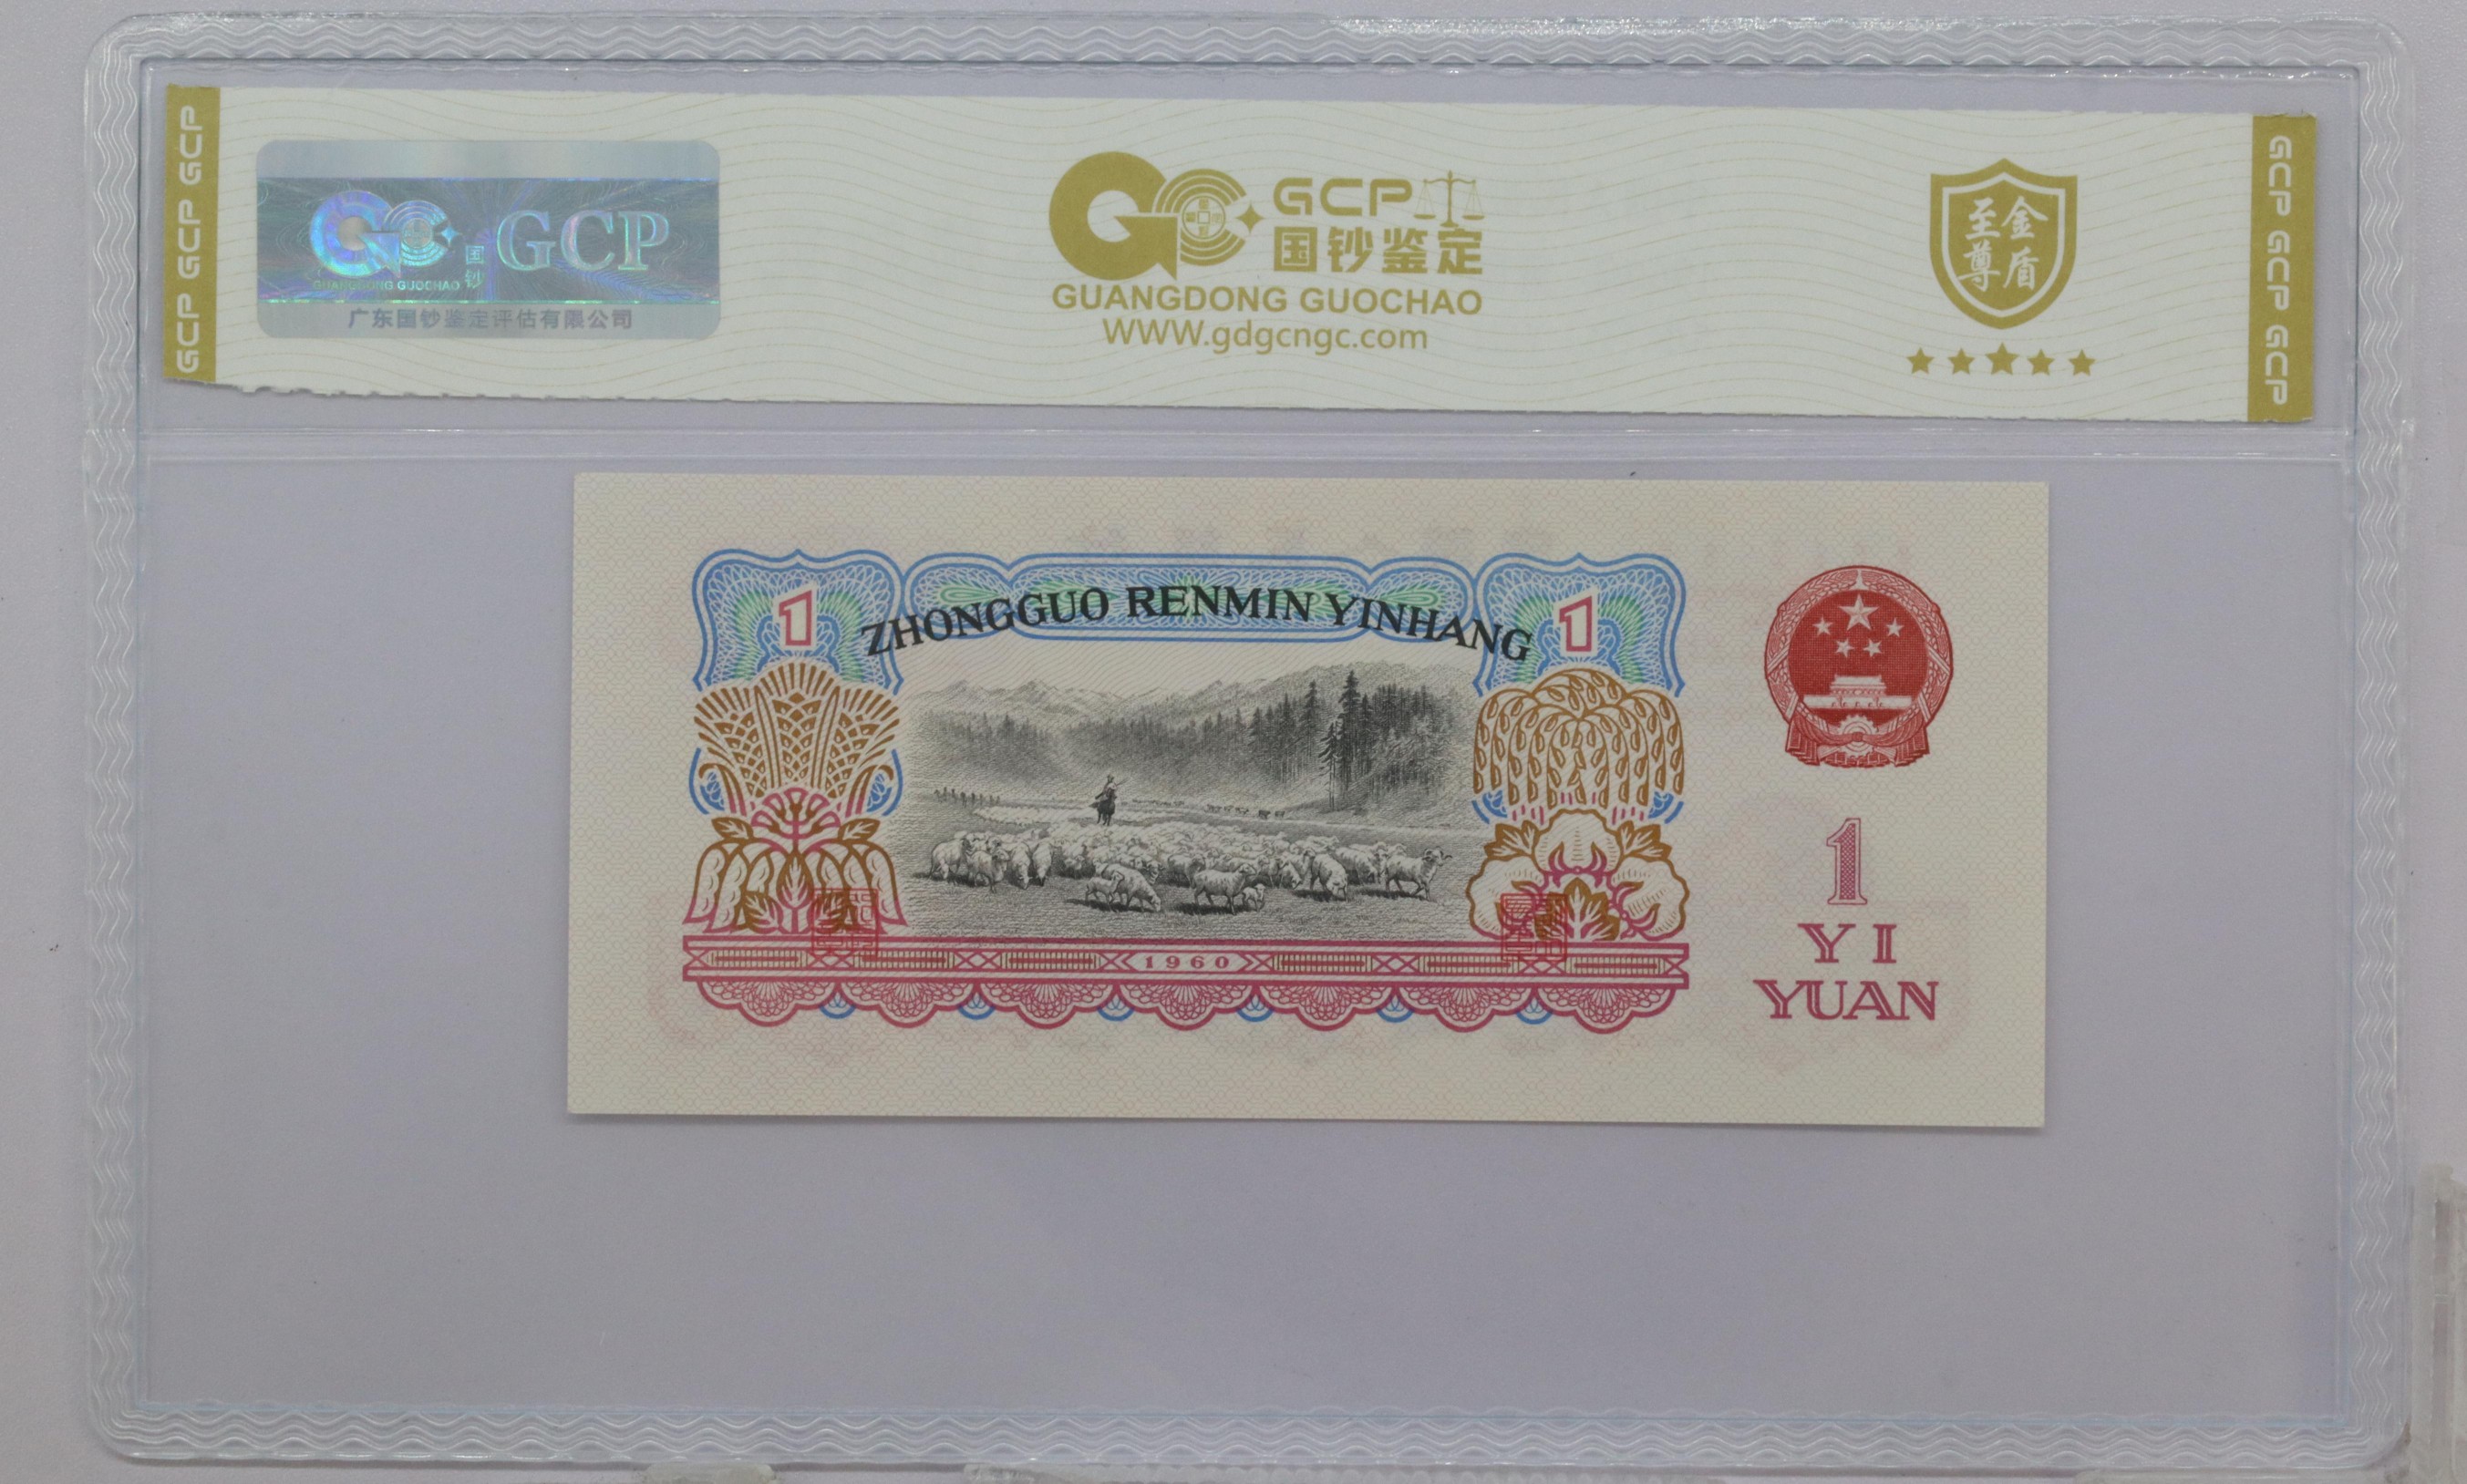 GCP GCP GCP
国钞 GCP
GUANGDONG GUOCHAO
广东国钞鉴定评估有限公司
GCP
国钞鉴定
GUANGDONG GUOCHAO
WWW.gdgcngc.com
至尊金盾
GCP GCP GCP
ZHONGGUO RENMIN YINHANG
1
1
1960
1
YI
YUAN